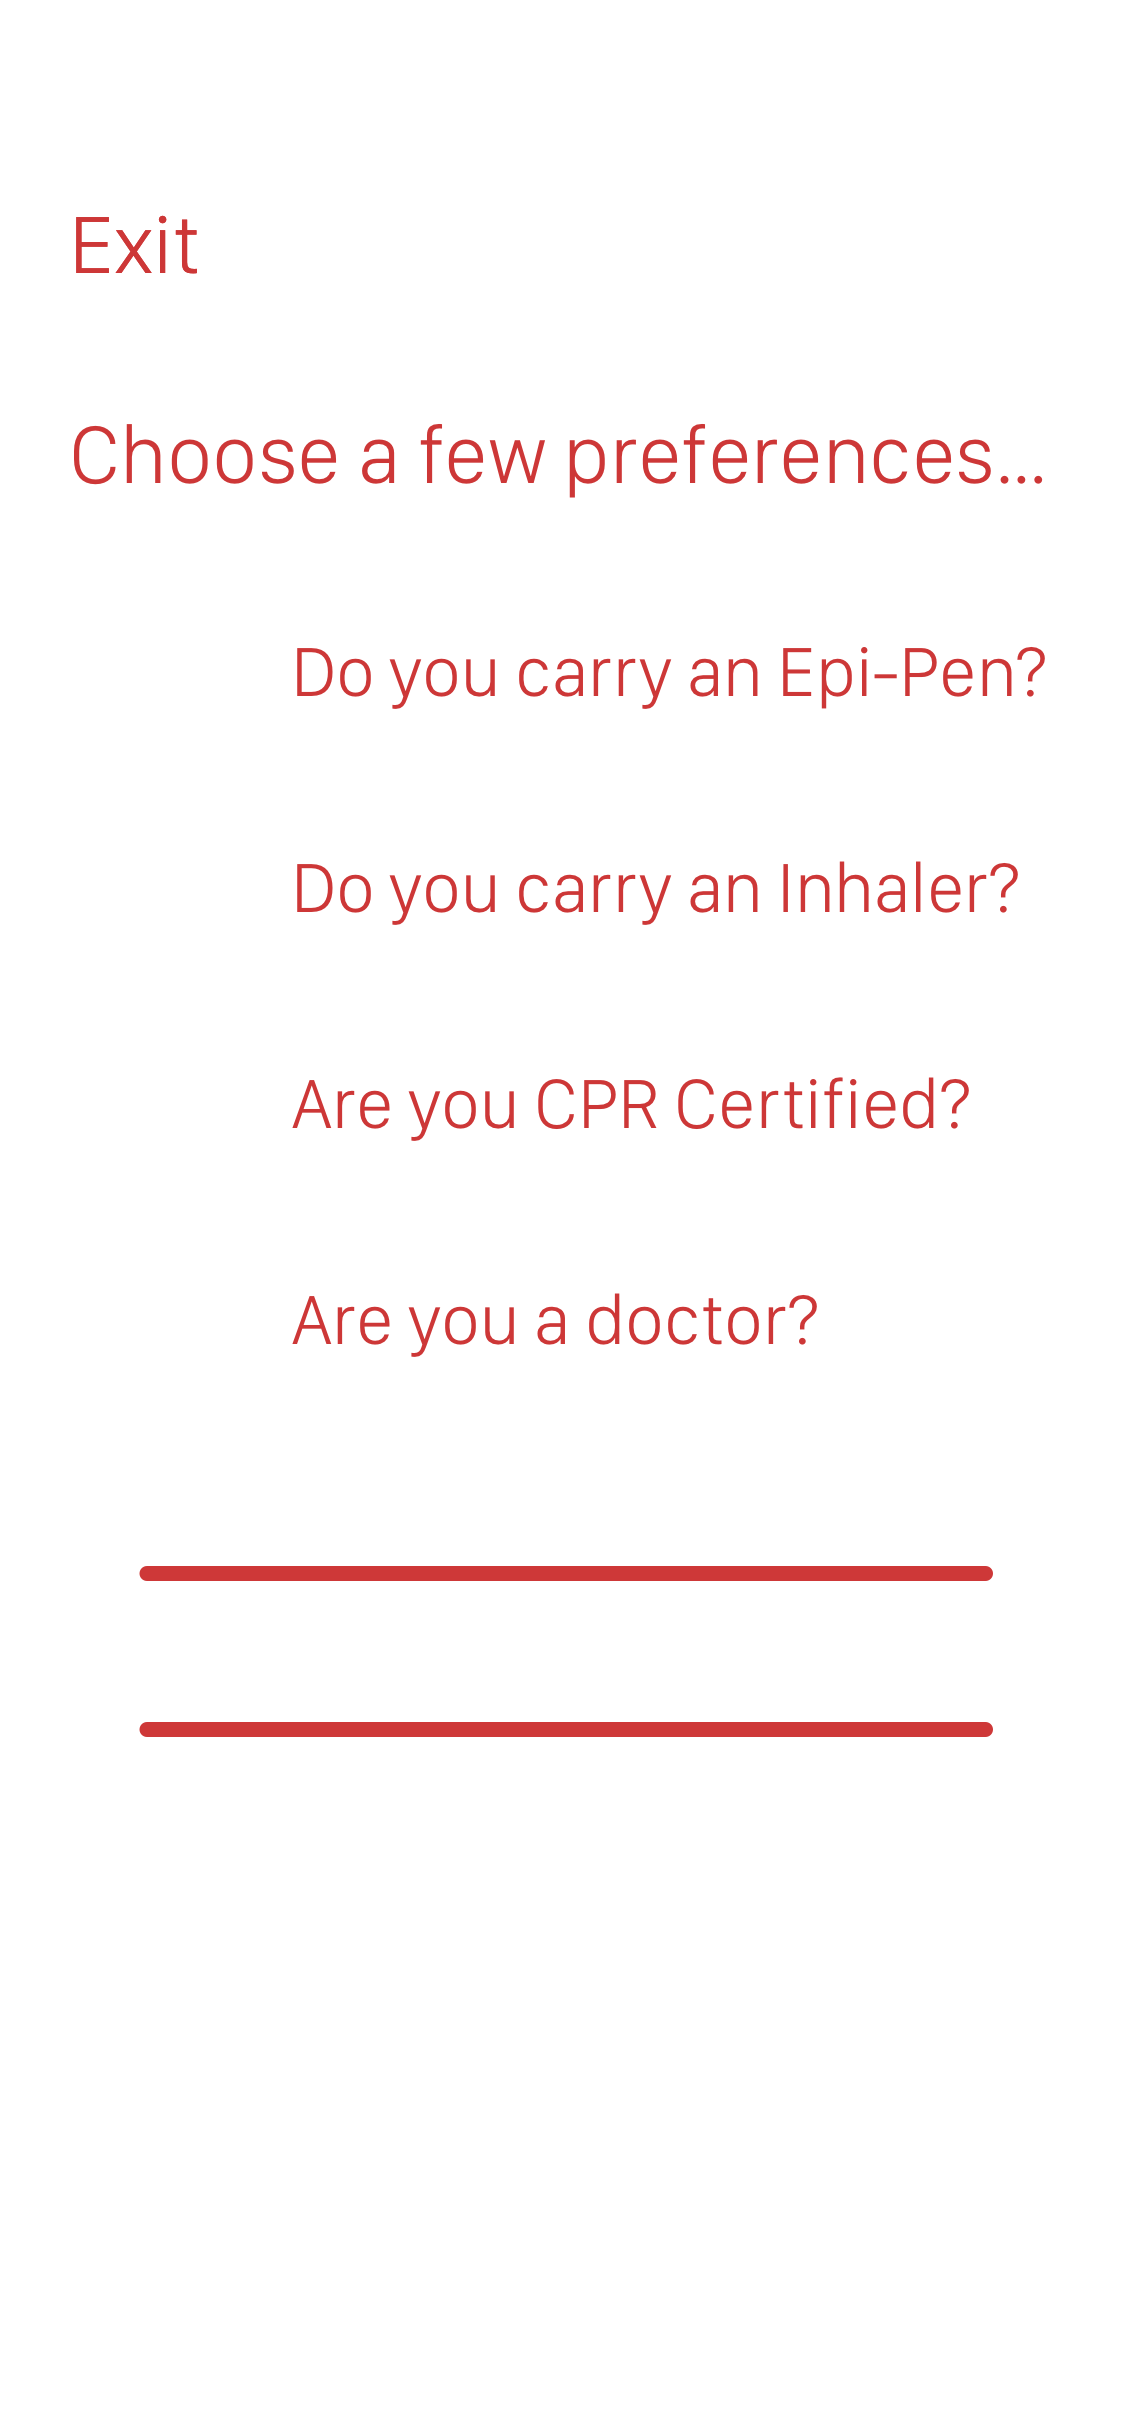 Exit
Choose a few preferences...
Do you carry an Epi-Pen?
Do you carry an Inhaler?
Are you CPR Certified?
Are you a doctor?